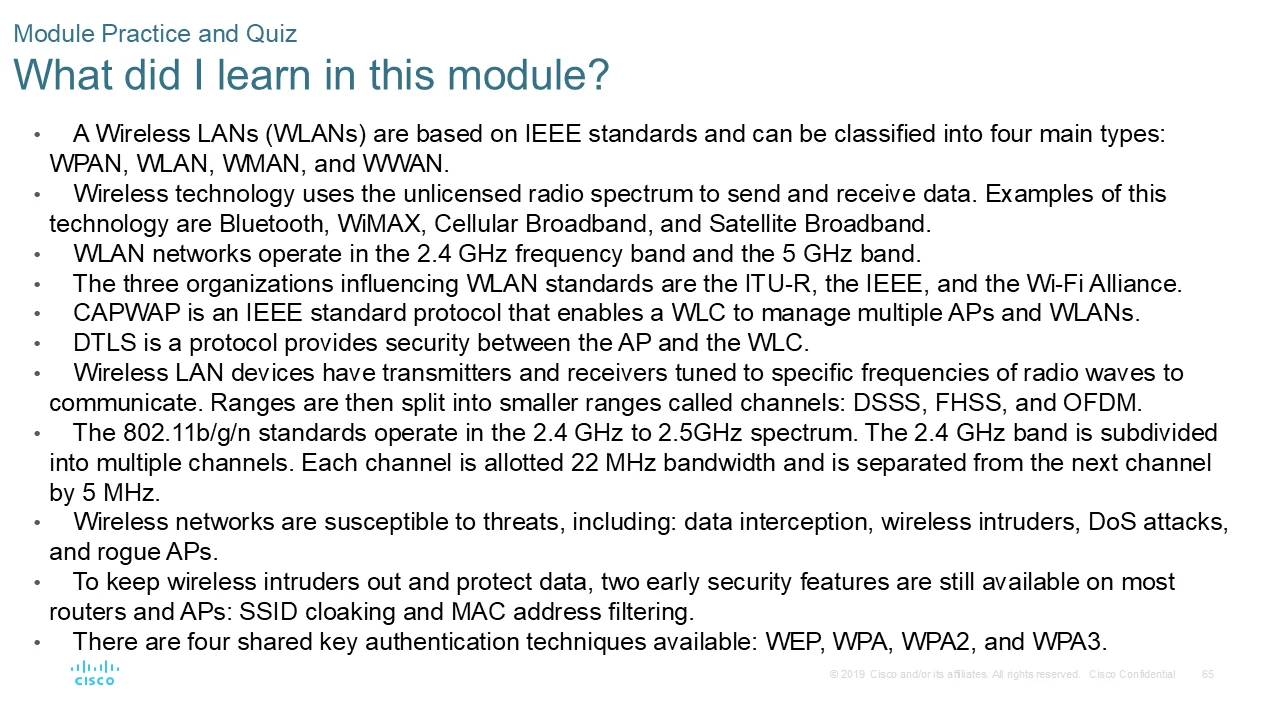 Module Practice and Quiz
What did I learn in this module?
• A Wireless LANs (WLANs) are based on IEEE standards and can be classified into four main types:
WPAN, WLAN, WMAN, and WWAN.
• Wireless technology uses the unlicensed radio spectrum to send and receive data. Examples of this
technology are Bluetooth, WiMAX, Cellular Broadband, and Satellite Broadband.
• WLAN networks operate in the 2.4 GHz frequency band and the 5 GHz band.
• The three organizations influencing WLAN standards are the ITU-R, the IEEE, and the Wi-Fi Alliance.
• CAPWAP is an IEEE standard protocol that enables a WLC to manage multiple APs and WLANs.
• DTLS is a protocol provides security between the AP and the WLC.
• Wireless LAN devices have transmitters and receivers tuned to specific frequencies of radio waves to
communicate. Ranges are then split into smaller ranges called channels: DSSS, FHSS, and OFDM.
• The 802.11b/g/n standards operate in the 2.4 GHz to 2.5GHz spectrum. The 2.4 GHz band is subdivided
into multiple channels. Each channel is allotted 22 MHz bandwidth and is separated from the next channel
by 5 MHz.
• Wireless networks are susceptible to threats, including: data interception, wireless intruders, DoS attacks,
and rogue APs.
• To keep wireless intruders out and protect data, two early security features are still available on most
routers and APs: SSID cloaking and MAC address filtering.
• There are four shared key authentication techniques available: WEP, WPA, WPA2, and WPA3.
CISCO
© 2019 Cisco and/or its affiliates. All rights reserved. Cisco Confidential 65